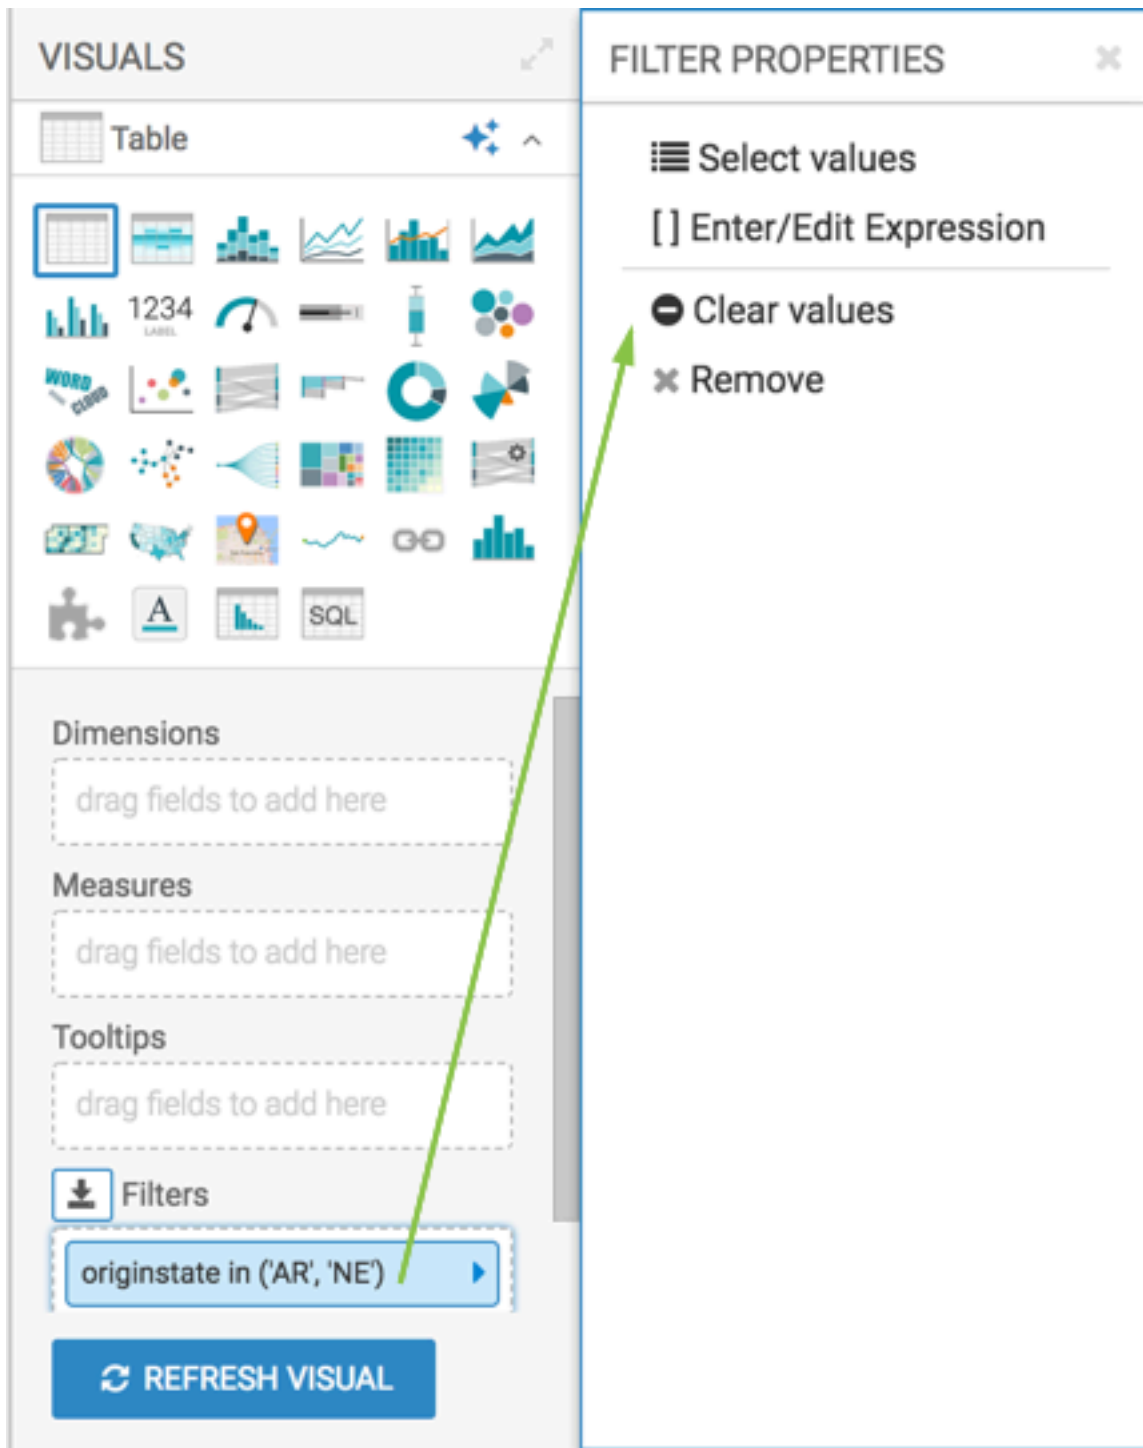 VISUALS
Table
1234
LABEL
WORD
CLOUD
A
SQL
Dimensions
drag fields to add here
Measures
drag fields to add here
Tooltips
drag fields to add here
Filters
originstate in ('AR', 'NE')
REFRESH VISUAL
FILTER PROPERTIES
Select values
[ ] Enter/Edit Expression
Clear values
Remove